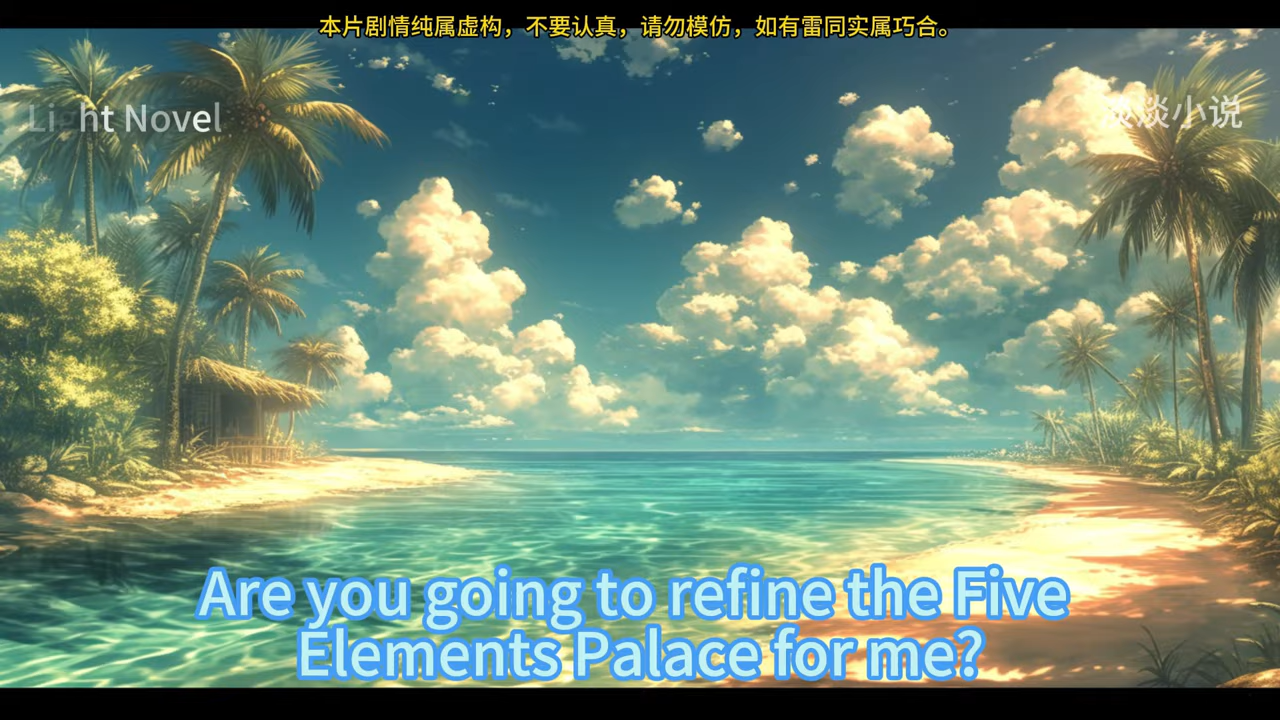 本片剧情纯属虚构，不要认真，请勿模仿，如有雷同实属巧合。
Light Novel
淡淡小说
Are you going to refine the Five
Elements Palace for me?